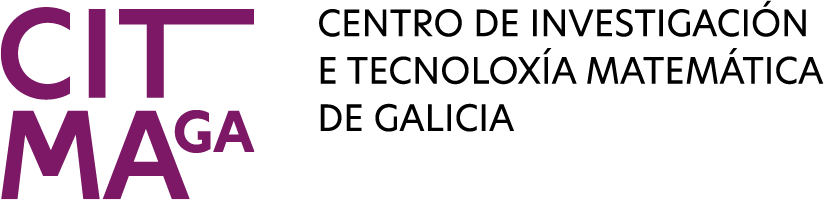 CIT
MAGA
CENTRO DE INVESTIGACIÓN
E TECNOLOXÍA MATEMÁTICA
DE GALICIA